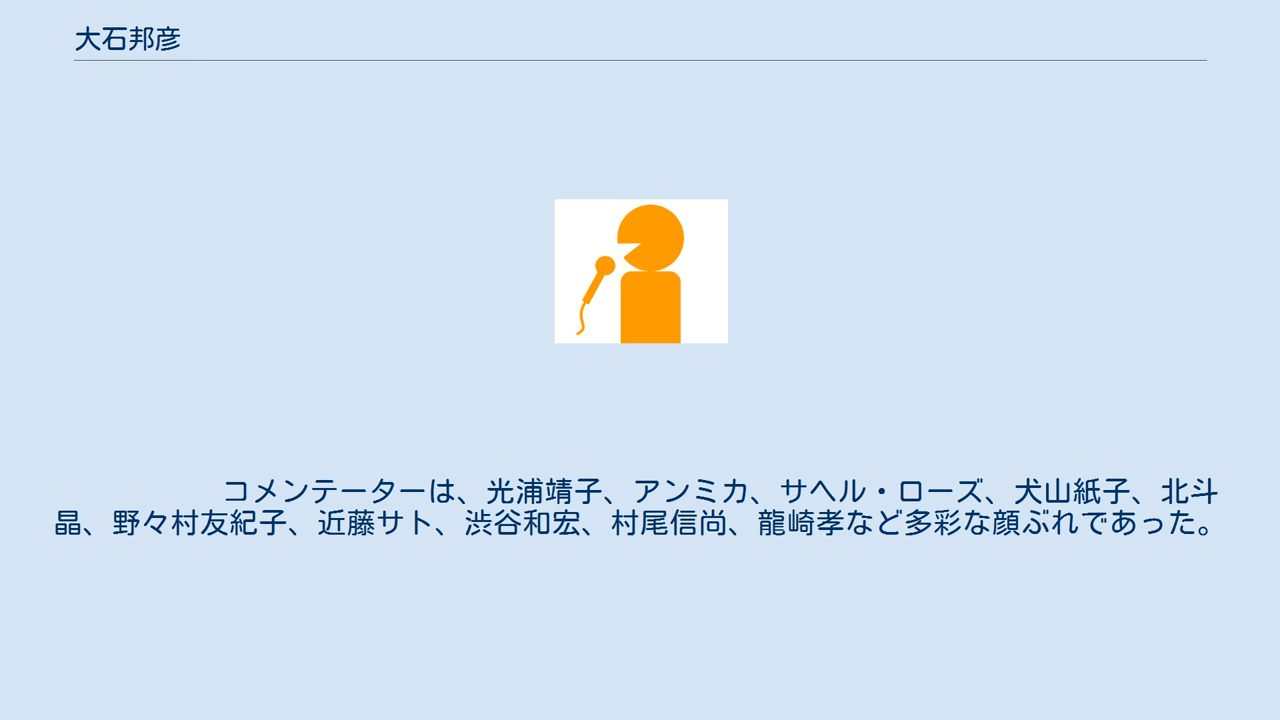 大石邦彦
コメンテーターは、光浦靖子、アンミカ、サヘル・ローズ、犬山紙子、北斗
晶、野々村友紀子、近藤サト、渋谷和宏、村尾信尚、龍崎孝など多彩な顔ぶれであった。